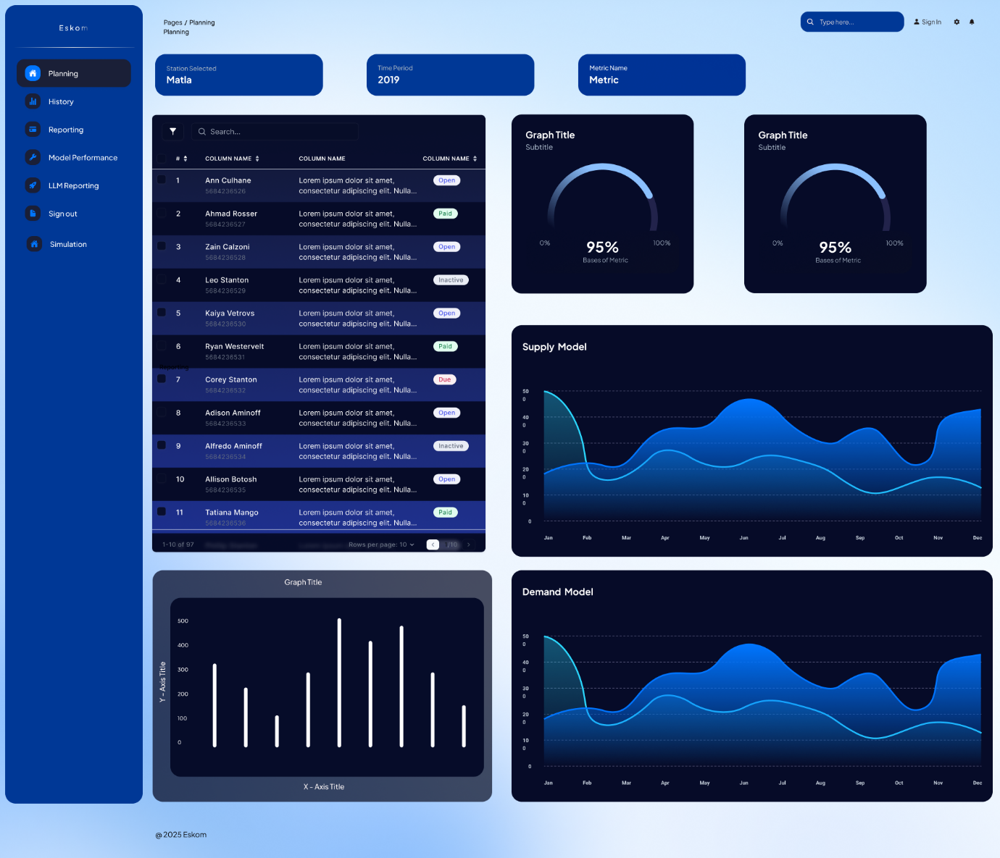 Eskom
Planning
History
Reporting
Model Performance
LLM Reporting
Sign out
Simulation
Pages / Planning
Planning
Type here...
Sign In
Station Selected
Matla
Time Period
2019
Metric Name
Metric
Search...
# COLUMN NAME COLUMN NAME COLUMN NAME
1 Ann Culhane Lorem ipsum dolor sit amet, Open
5684236526 consectetur adipiscing elit. Nulla...
2 Ahmad Rosser Lorem ipsum dolor sit amet, Paid
5684236527 consectetur adipiscing elit. Nulla...
3 Zain Calzoni Lorem ipsum dolor sit amet, Open
5684236528 consectetur adipiscing elit. Nulla...
4 Leo Stanton Lorem ipsum dolor sit amet, Inactive
5684236529 consectetur adipiscing elit. Nulla...
5 Kaiya Vetrovs Lorem ipsum dolor sit amet, Open
5684236530 consectetur adipiscing elit. Nulla...
6 Ryan Westervelt Lorem ipsum dolor sit amet, Paid
5684236531 consectetur adipiscing elit. Nulla...
Reporting
7 Corey Stanton Lorem ipsum dolor sit amet, Due
5684236532 consectetur adipiscing elit. Nulla...
8 Adison Aminoff Lorem ipsum dolor sit amet, Open
5684236533 consectetur adipiscing elit. Nulla...
9 Alfredo Aminoff Lorem ipsum dolor sit amet, Inactive
5684236534 consectetur adipiscing elit. Nulla...
10 Allison Botosh Lorem ipsum dolor sit amet, Open
5684236535 consectetur adipiscing elit. Nulla...
11 Tatiana Mango Lorem ipsum dolor sit amet, Paid
5684236536 consectetur adipiscing elit. Nulla...
1-10 of 97 Rows per page: 10 /10
Graph Title
Subtitle
0% 100%
95%
Bases of Metric
Graph Title
Subtitle
0% 100%
95%
Bases of Metric
Supply Model
50
0
40
0
30
0
20
0
10
0
0
Jan Feb Mar Apr May Jun Jul Aug Sep Oct Nov Dec
Graph Title
Y - Axis Title
500
400
300
200
100
0
X - Axis Title
Demand Model
50
0
40
0
30
0
20
0
10
0
0
Jan Feb Mar Apr May Jun Jul Aug Sep Oct Nov Dec
@ 2025 Eskom